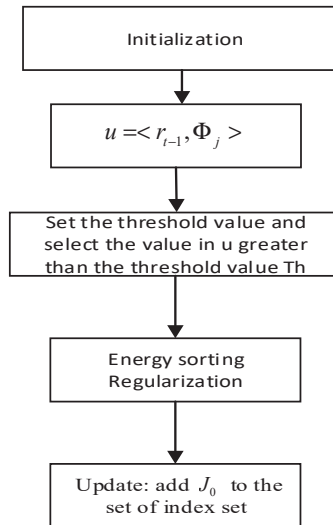 Initialization
u =< r_{t-1}, Φ_j >
Set the threshold value and
select the value in u greater
than the threshold value Th
Energy sorting
Regularization
Update: add J_0 to the
set of index set